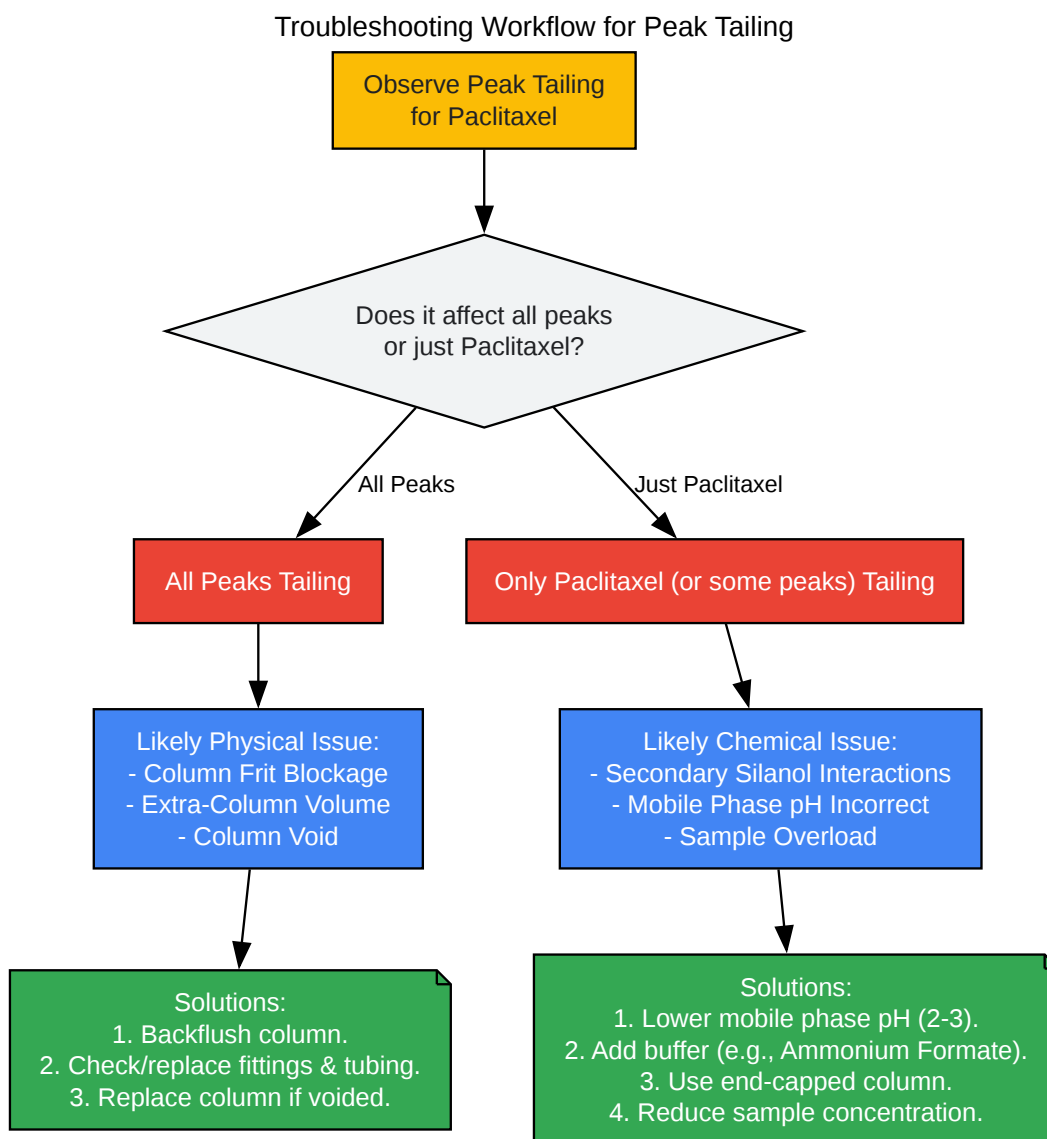 Troubleshooting Workflow for Peak Tailing
Observe Peak Tailing
for Paclitaxel
Does it affect all peaks
or just Paclitaxel?
All Peaks
Just Paclitaxel
All Peaks Tailing
Only Paclitaxel (or some peaks) Tailing
Likely Physical Issue:
- Column Frit Blockage
- Extra-Column Volume
- Column Void
Likely Chemical Issue:
- Secondary Silanol Interactions
- Mobile Phase pH Incorrect
- Sample Overload
Solutions:
1. Backflush column.
2. Check/replace fittings & tubing.
3. Replace column if voided.
Solutions:
1. Lower mobile phase pH (2-3).
2. Add buffer (e.g., Ammonium Formate).
3. Use end-capped column.
4. Reduce sample concentration.